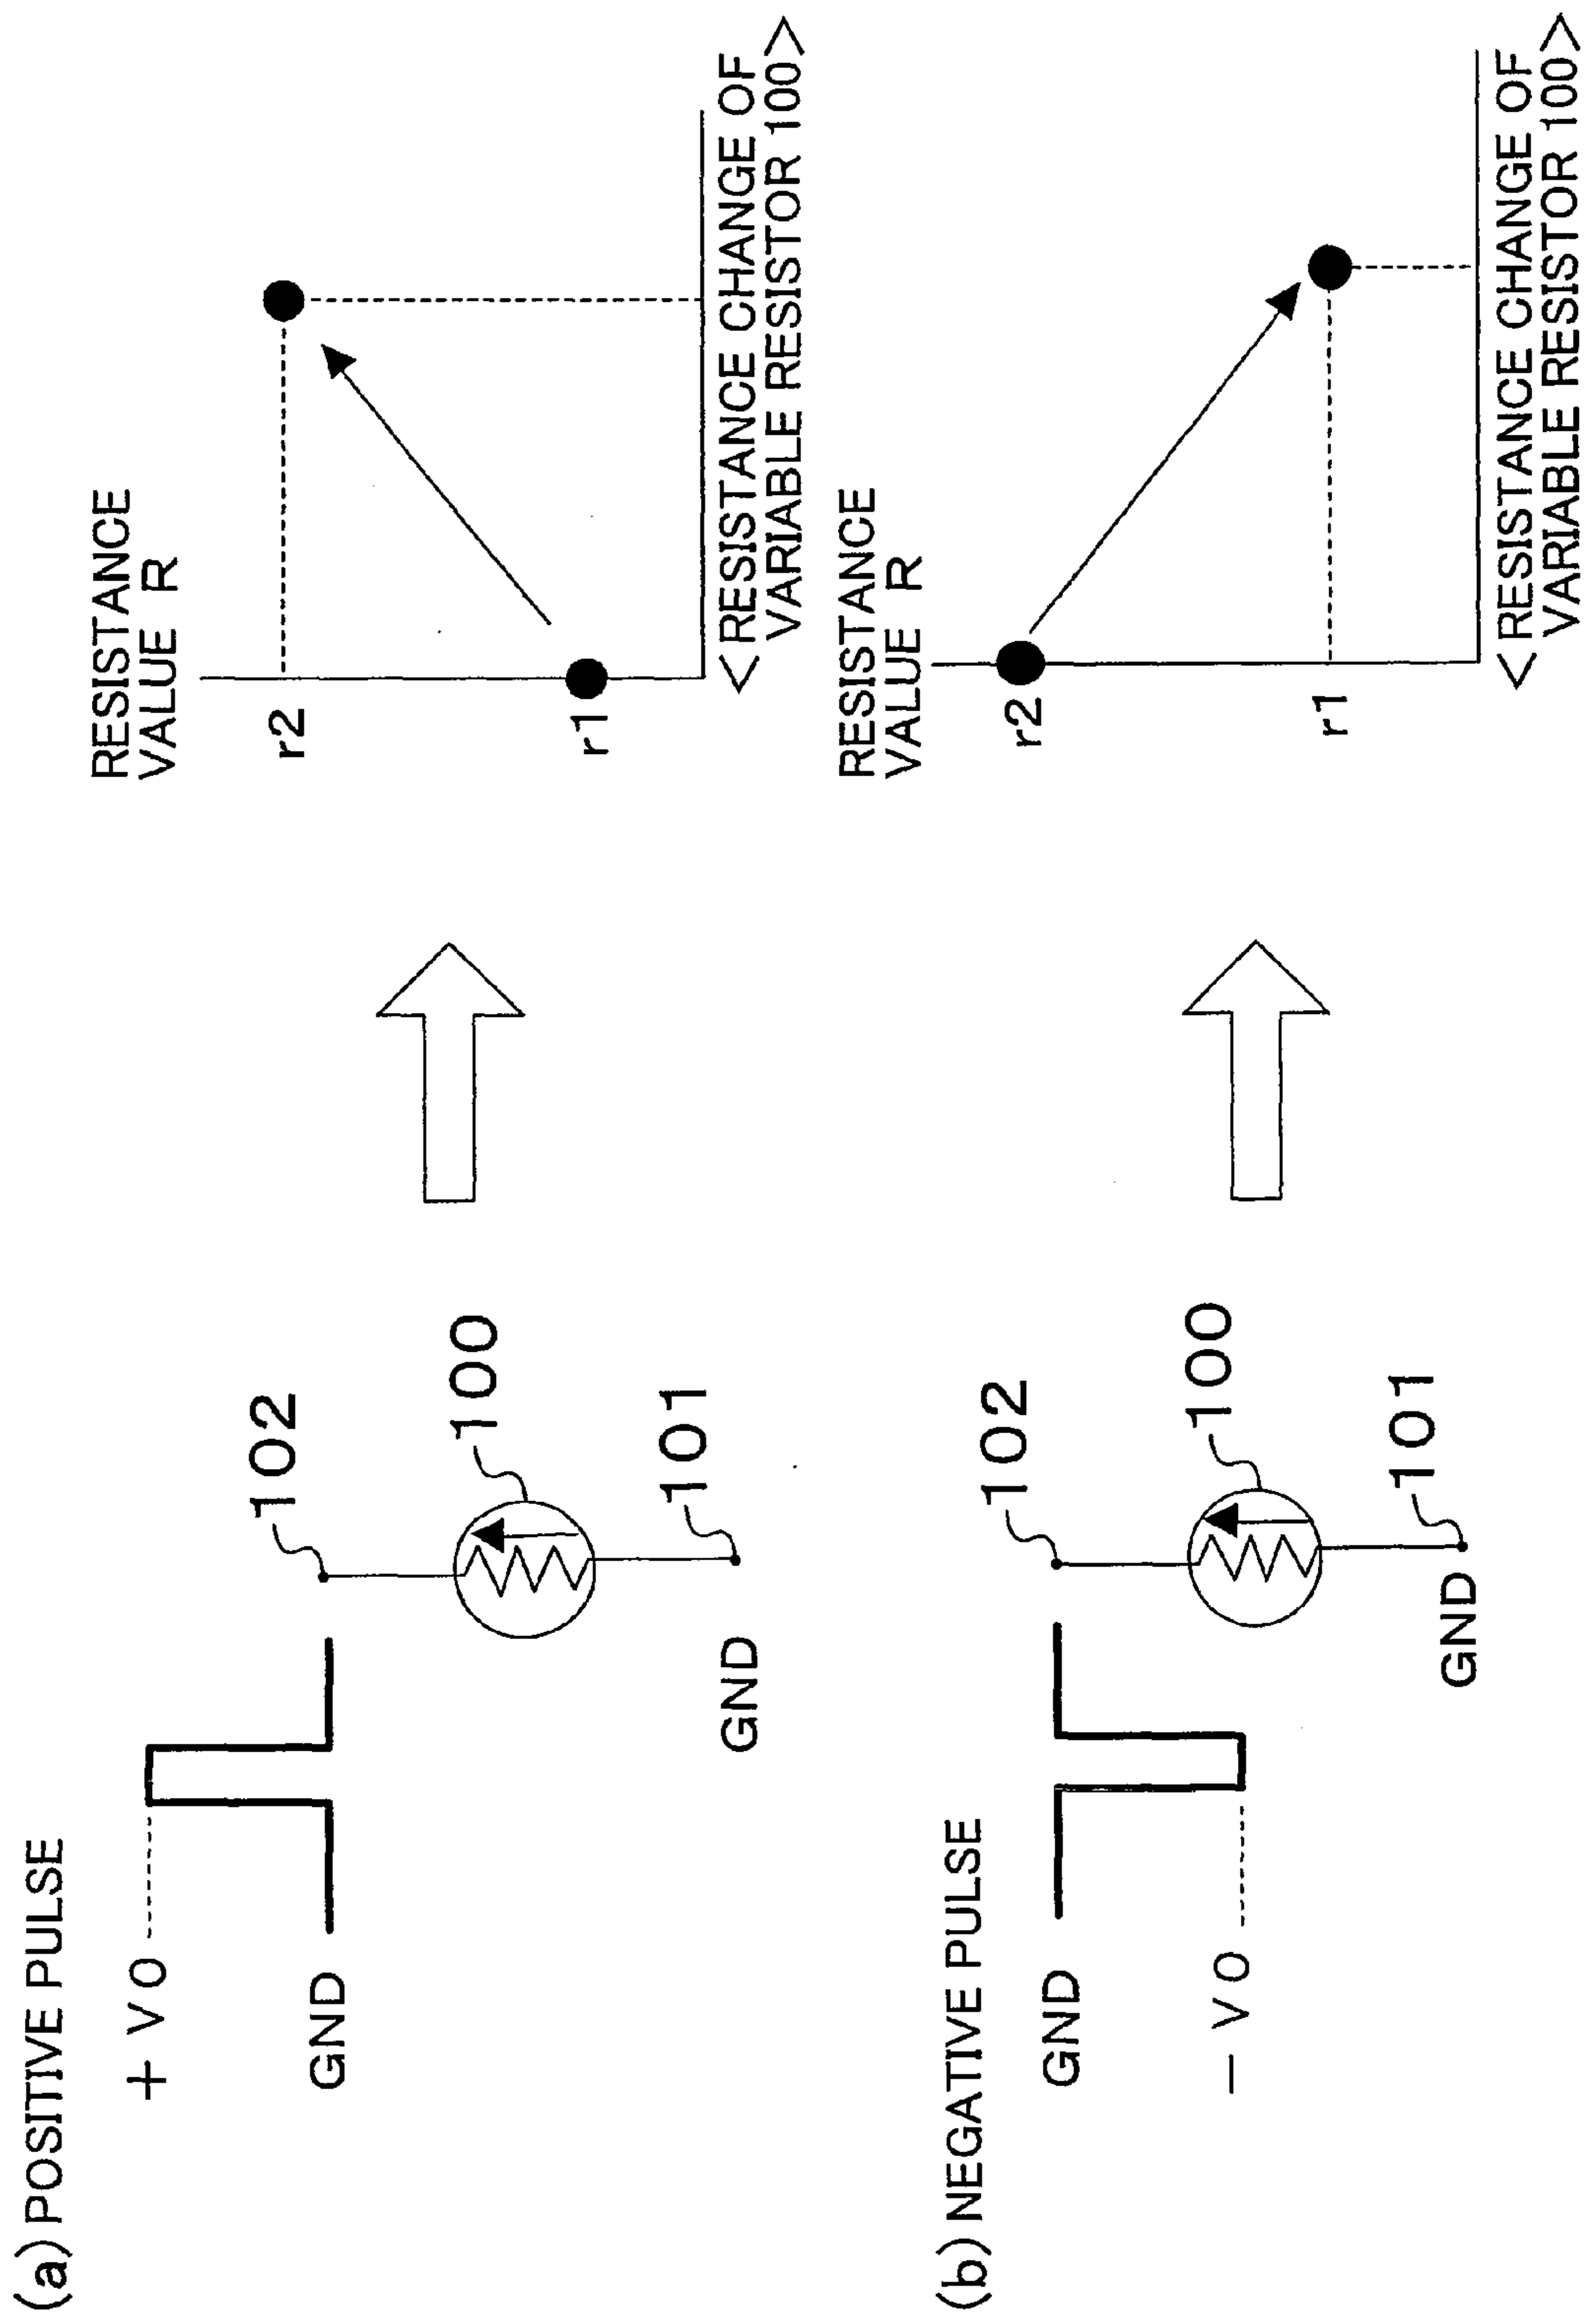 (a) POSITIVE PULSE
+ V0
GND
102
100
101
GND
RESISTANCE
VALUE R
r2
r1
<RESISTANCE CHANGE OF
VARIABLE RESISTOR 100>
(b) NEGATIVE PULSE
GND
– V0
102
100
101
GND
RESISTANCE
VALUE R
r2
r1
<RESISTANCE CHANGE OF
VARIABLE RESISTOR 100>